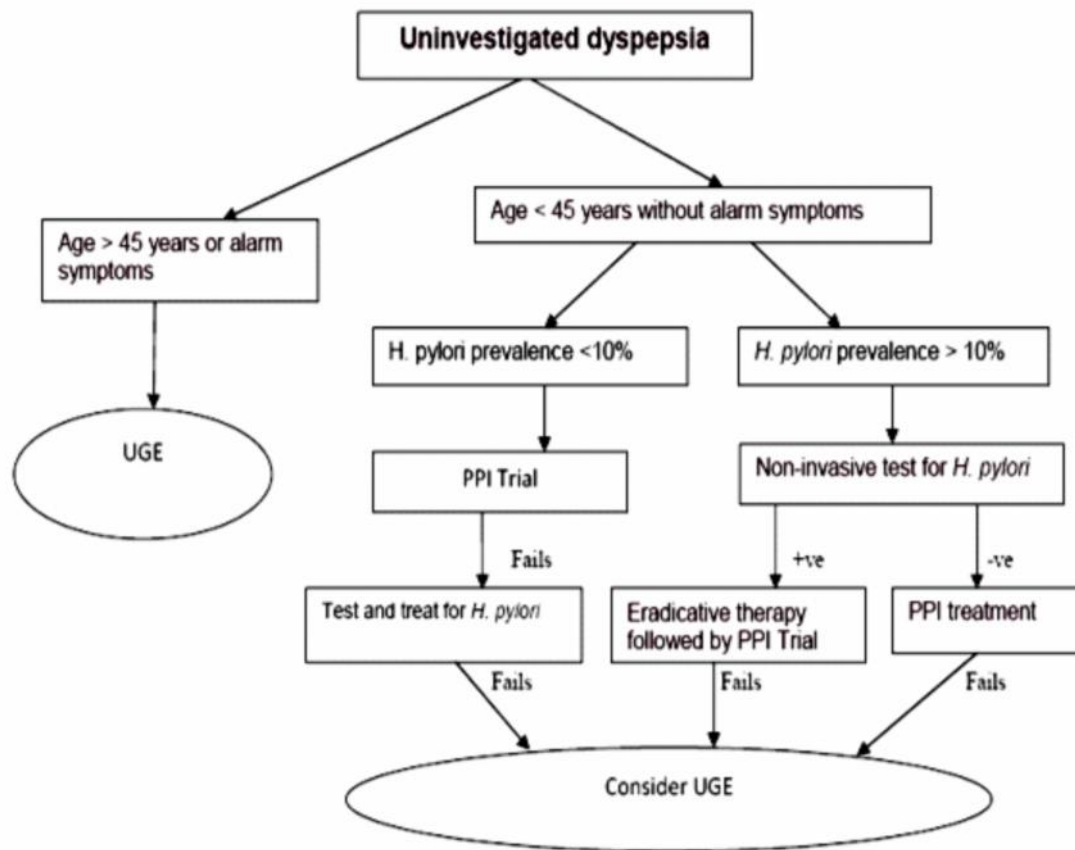 Uninvestigated dyspepsia
Age > 45 years or alarm
symptoms
Age < 45 years without alarm symptoms
H. pylori prevalence <10%
H. pylori prevalence > 10%
UGE
PPI Trial
Non-invasive test for H. pylori
Fails
+ve
-ve
Test and treat for H. pylori
Eradicative therapy
followed by PPI Trial
PPI treatment
Fails
Fails
Fails
Consider UGE